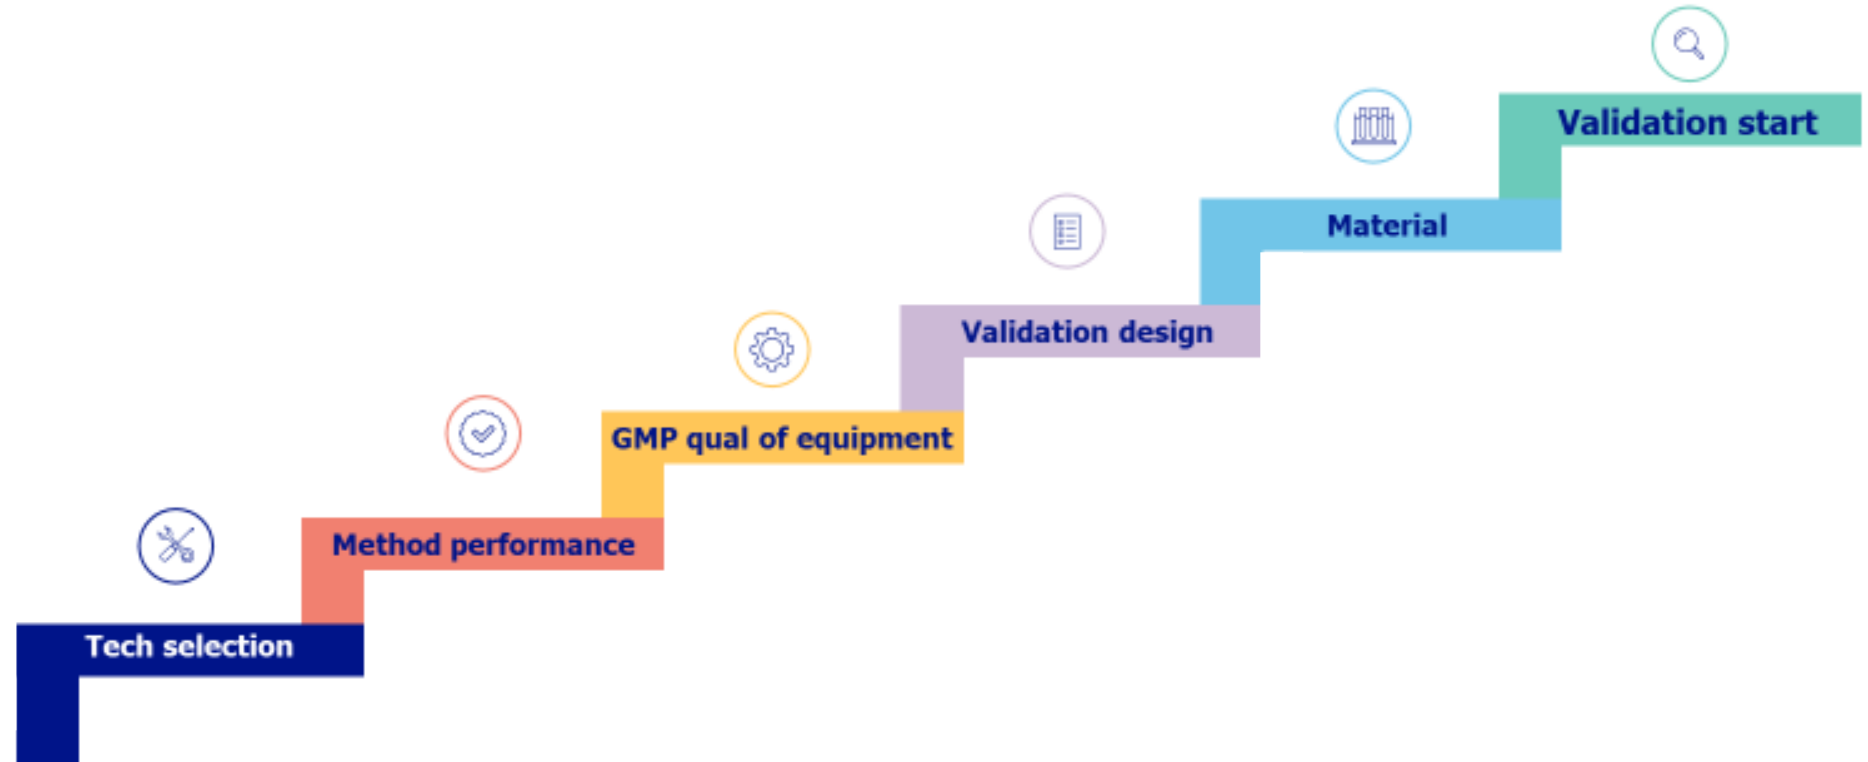 Validation start
Material
Validation design
GMP qual of equipment
Method performance
Tech selection